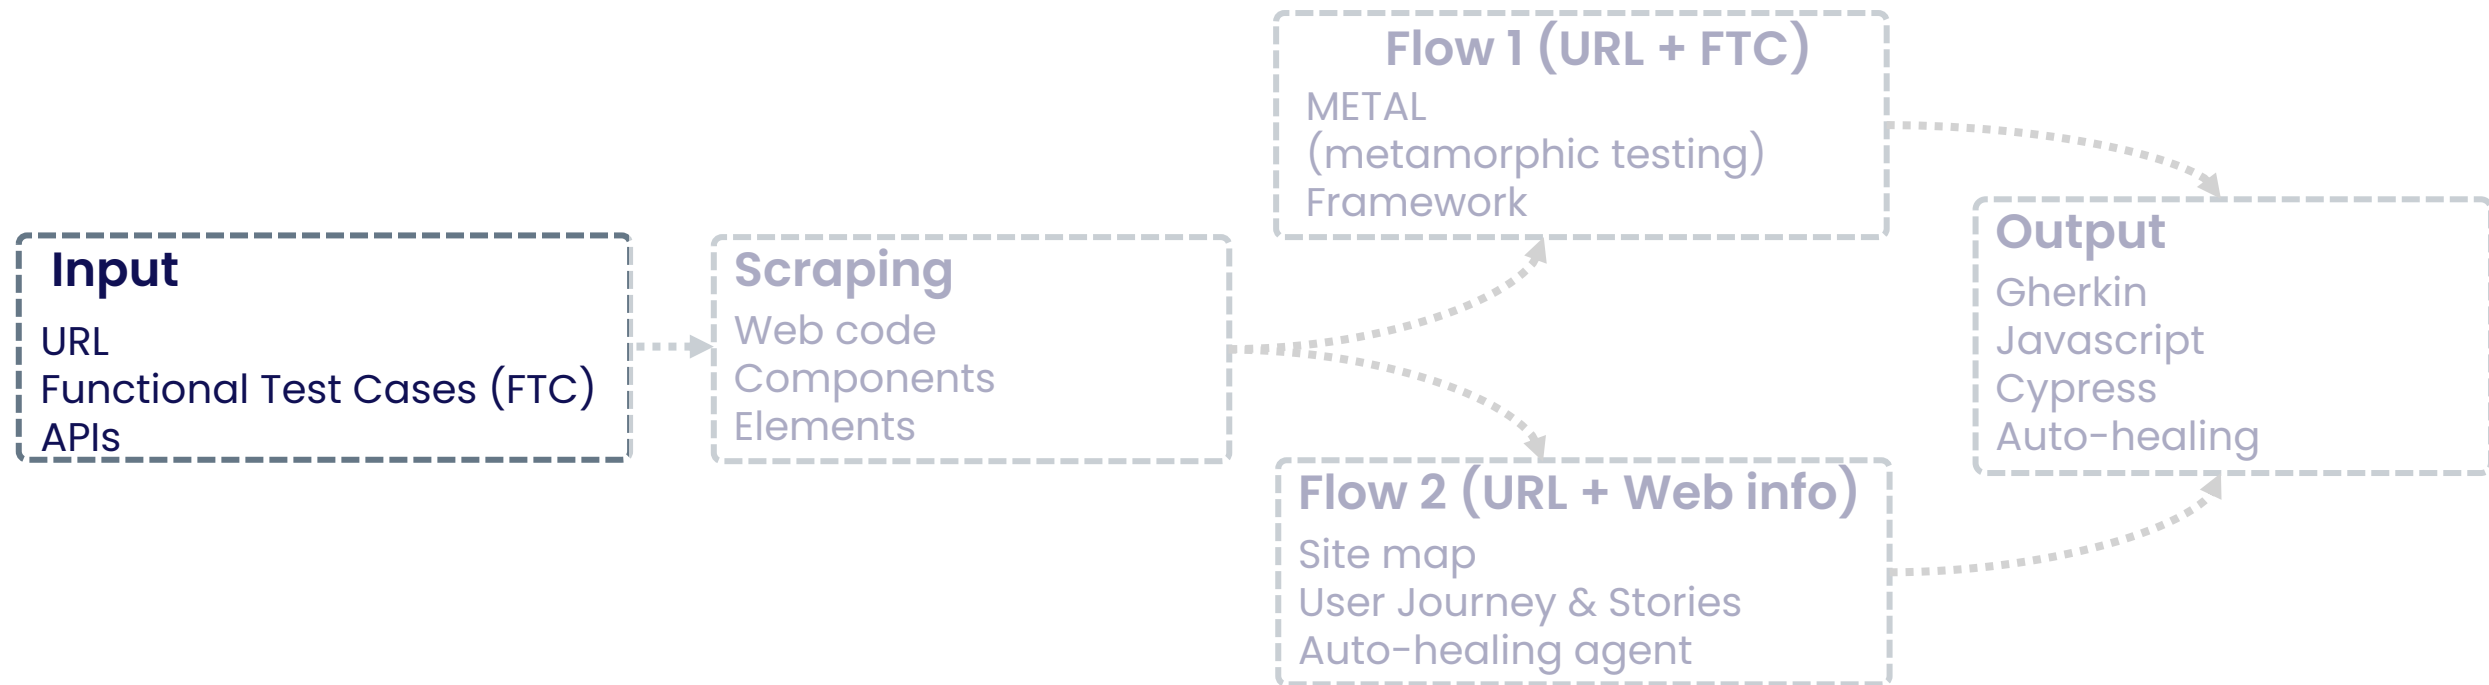 Input
URL
Functional Test Cases (FTC)
APIs
Scraping
Web code
Components
Elements
Flow 1 (URL + FTC)
METAL
(metamorphic testing)
Framework
Flow 2 (URL + Web info)
Site map
User Journey & Stories
Auto-healing agent
Output
Gherkin
Javascript
Cypress
Auto-healing